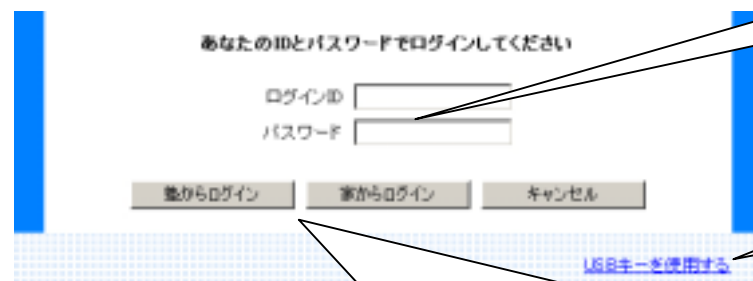 あなたのIDとパスワードでログインしてください
ログインID
パスワード
塾からログイン 家からログイン キャンセル
USBキーを使用する